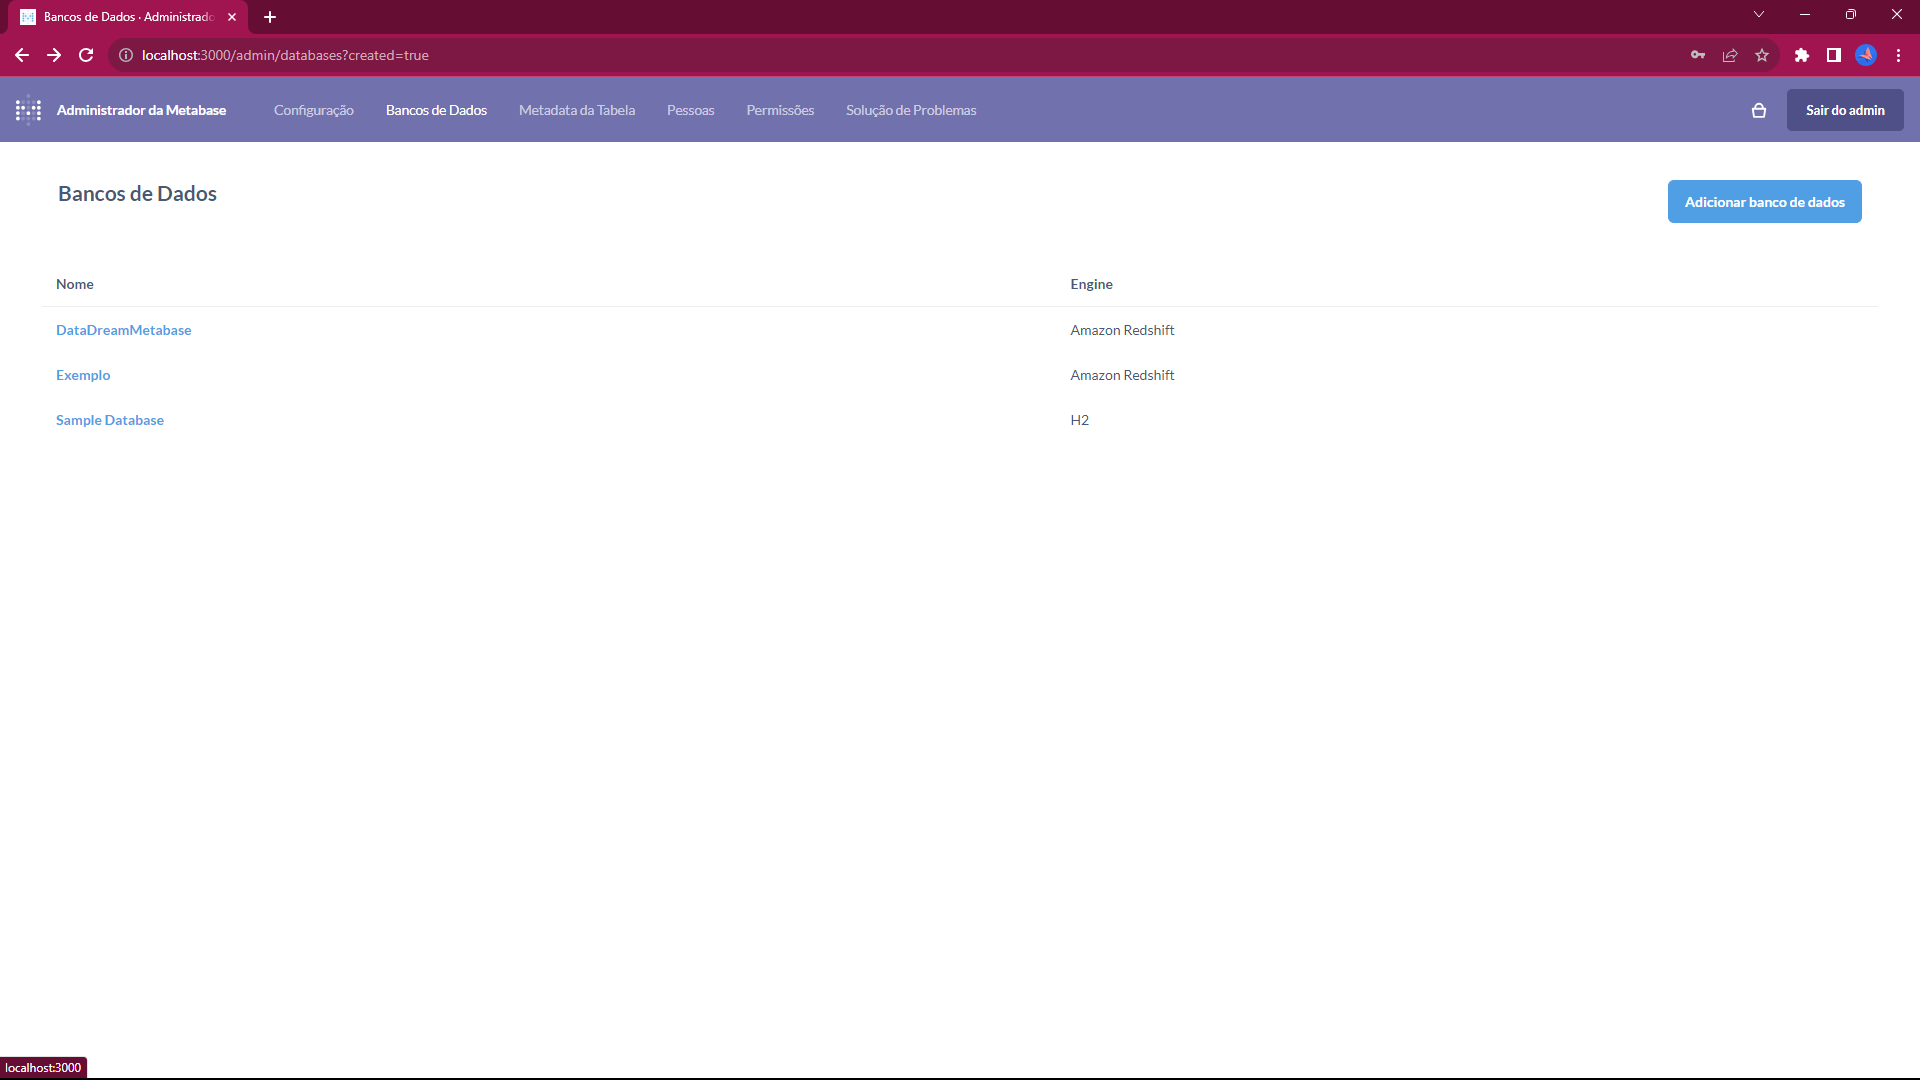 Bancos de Dados · Administrado
localhost:3000/admin/databases?created=true
Administrador da Metabase Configuração Bancos de Dados Metadata da Tabela Pessoas Permissões Solução de Problemas Sair do admin
Bancos de Dados
Adicionar banco de dados
Nome Engine
DataDreamMetabase Amazon Redshift
Exemplo Amazon Redshift
Sample Database H2
localhost:3000